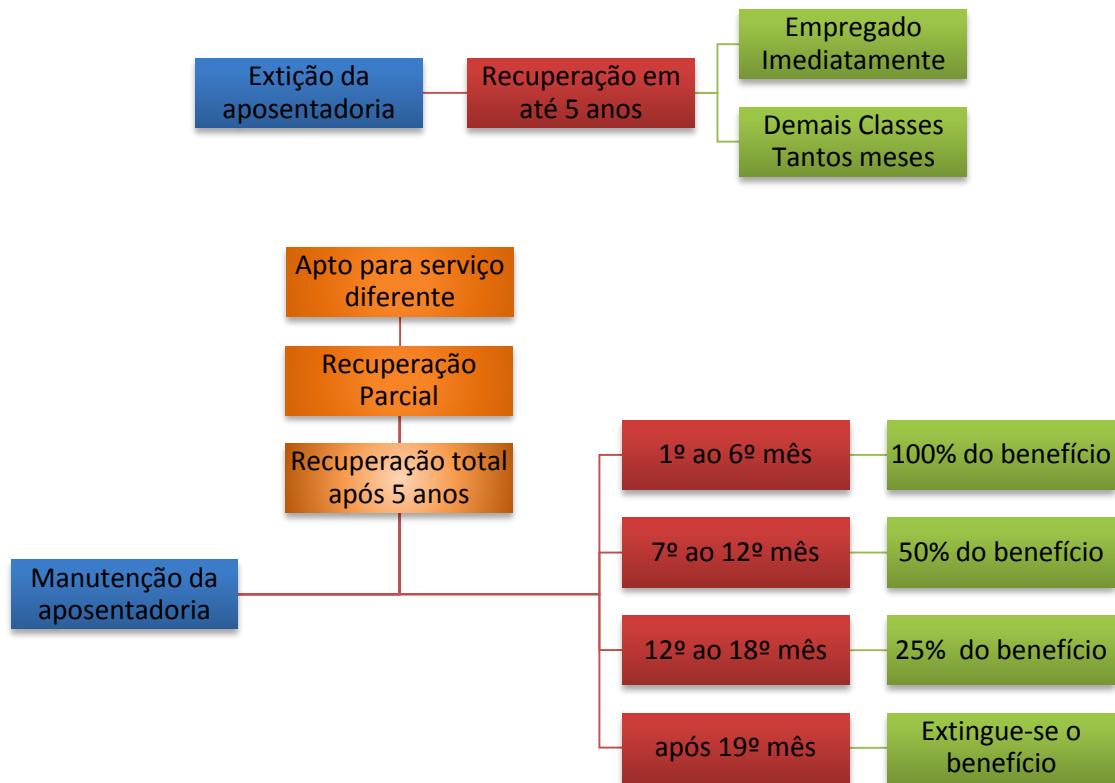 Extição da
aposentadoria
Recuperação em
até 5 anos
Empregado
Imediatamente
Demais Classes
Tantos meses
Apto para serviço
diferente
Recuperação
Parcial
Recuperação total
após 5 anos
Manutenção da
aposentadoria
1º ao 6º mês
100% do benefício
7º ao 12º mês
50% do benefício
12º ao 18º mês
25% do benefício
após 19º mês
Extingue-se o
benefício